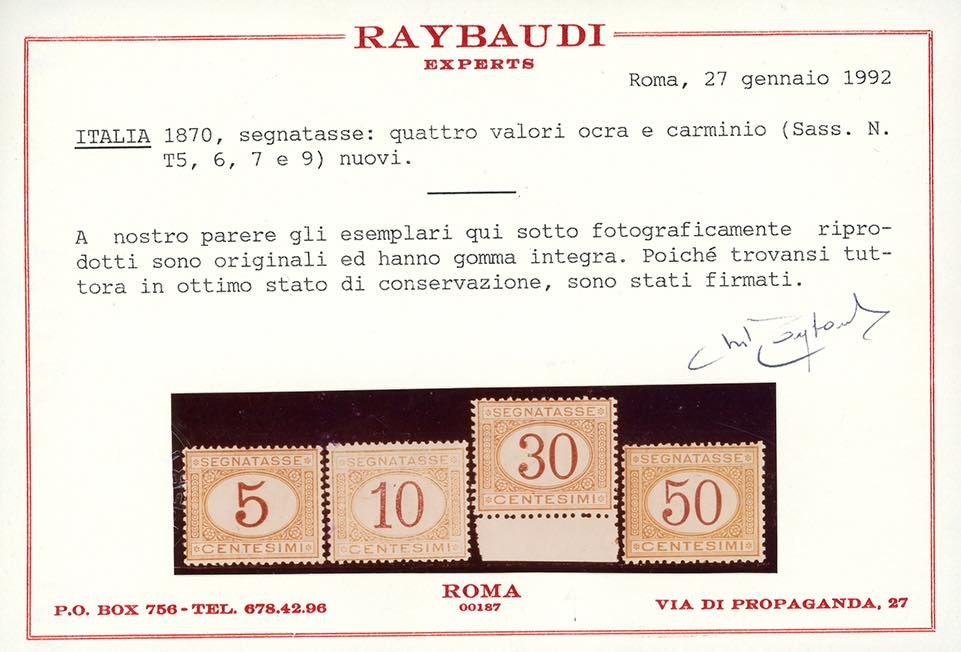 RAYBAUDI
EXPERTS
Roma, 27 gennaio 1992
ITALIA 1870, segnatasse: quattro valori ocra e carminio (Sass. N.
T5, 6, 7 e 9) nuovi.
A nostro parere gli esemplari qui sotto fotograficamente ripro-
dotti sono originali ed hanno gomma integra. Poiché trovansi tut-
tora in ottimo stato di conservazione, sono stati firmati.
SEGNATASSE
5
CENTESIMI
SEGNATASSE
10
CENTESIMI
SEGNATASSE
30
CENTESIMI
SEGNATASSE
50
CENTESIMI
P.O. BOX 756 - TEL. 678.42.96
ROMA
00187
VIA DI PROPAGANDA, 27